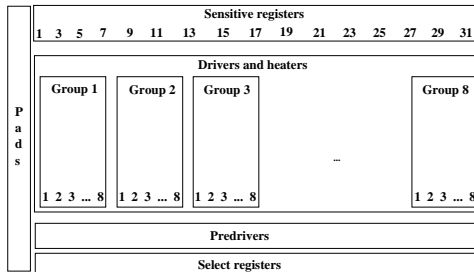 Sensitive registers
1 3 5 7 9 11 13 15 17 19 21 23 25 27 29 31
Drivers and heaters
Group 1 Group 2 Group 3 Group 8
Pads
...
1 2 3 ... 8 1 2 3 ... 8 1 2 3 ... 8 1 2 3 ... 8
Predrivers
Select registers